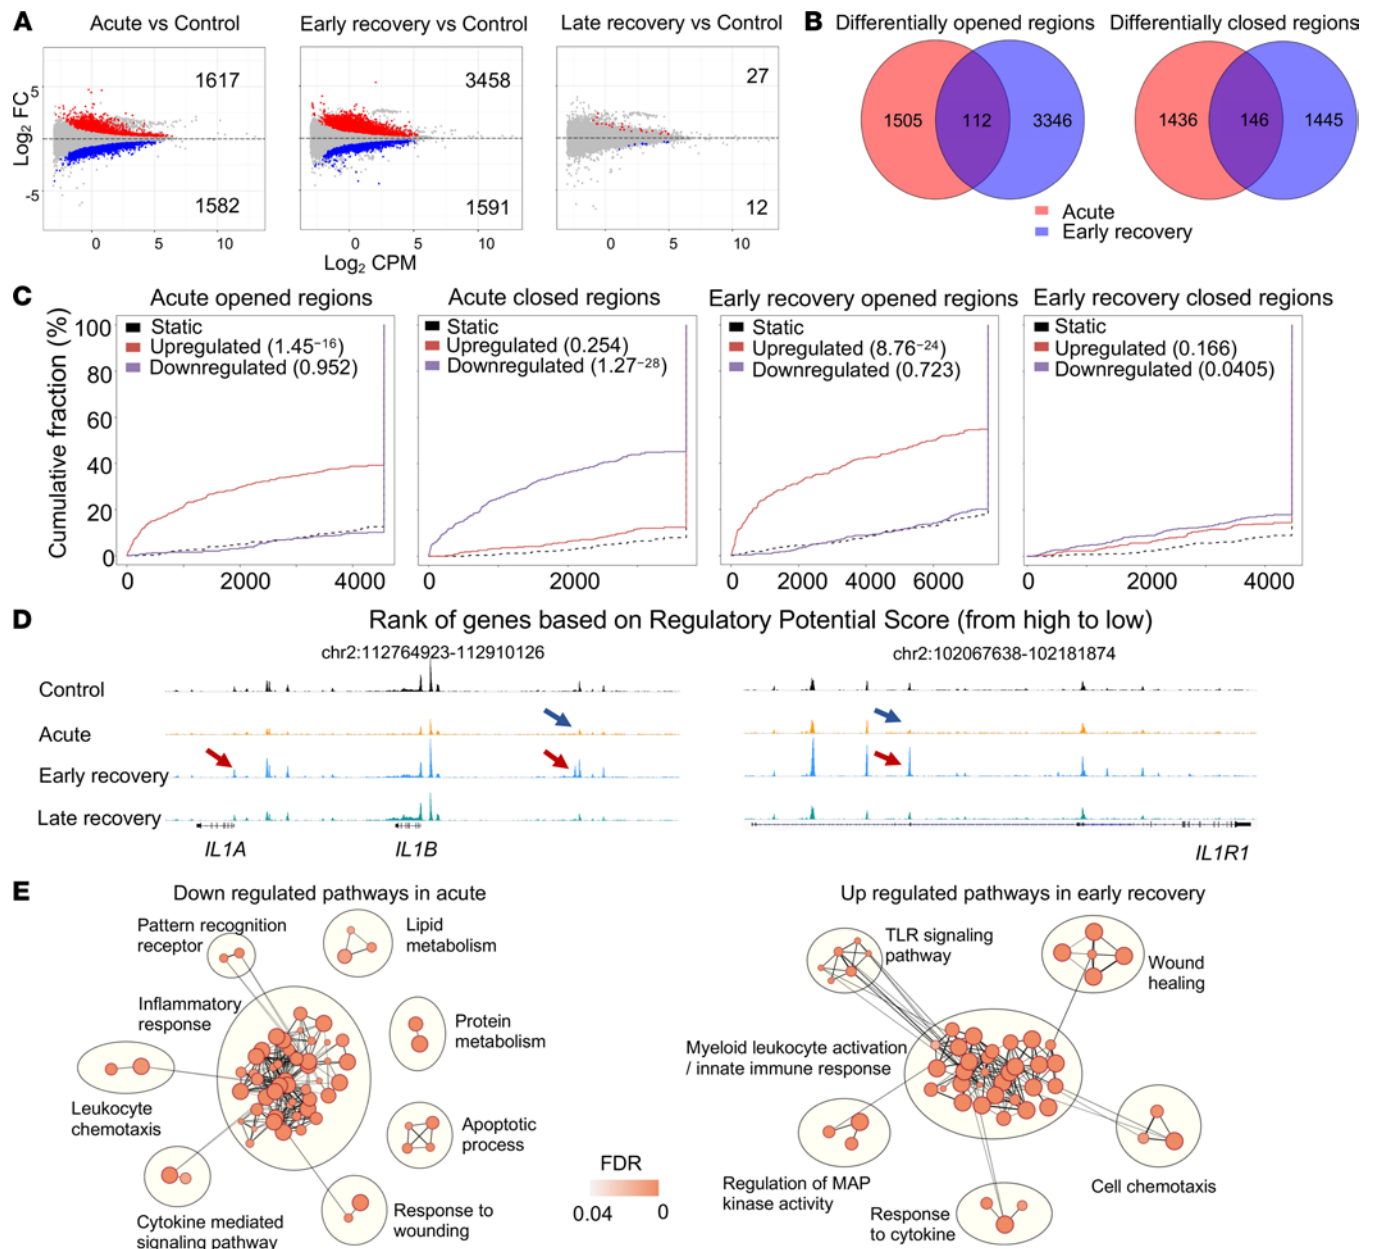 A
Acute vs Control
Early recovery vs Control
Late recovery vs Control
Log₂ FC
5
-5
1617
1582
3458
1591
27
12
0 5 10
0 5 10
0 5 10
Log₂ CPM
B
Differentially opened regions
Differentially closed regions
1505 112 3346
1436 146 1445
Acute
Early recovery
C
Cumulative fraction (%)
100
80
60
40
20
0
Acute opened regions
Static
Upregulated (1.45⁻¹⁶)
Downregulated (0.952)
0 2000 4000
Acute closed regions
Static
Upregulated (0.254)
Downregulated (1.27⁻²⁸)
0 2000
Early recovery opened regions
Static
Upregulated (8.76⁻²⁴)
Downregulated (0.723)
0 2000 4000 6000
Early recovery closed regions
Static
Upregulated (0.166)
Downregulated (0.0405)
0 2000 4000
Rank of genes based on Regulatory Potential Score (from high to low)
D
chr2:112764923-112910126
chr2:102067638-102181874
Control
Acute
Early recovery
Late recovery
IL1A
IL1B
IL1R1
E
Down regulated pathways in acute
Pattern recognition
receptor
Lipid
metabolism
Inflammatory
response
Protein
metabolism
Leukocyte
chemotaxis
Apoptotic
process
Cytokine mediated
signaling pathway
Response to
wounding
FDR
0.04 0
Up regulated pathways in early recovery
TLR signaling
pathway
Wound
healing
Myeloid leukocyte activation
/ innate immune response
Regulation of MAP
kinase activity
Cell chemotaxis
Response
to cytokine